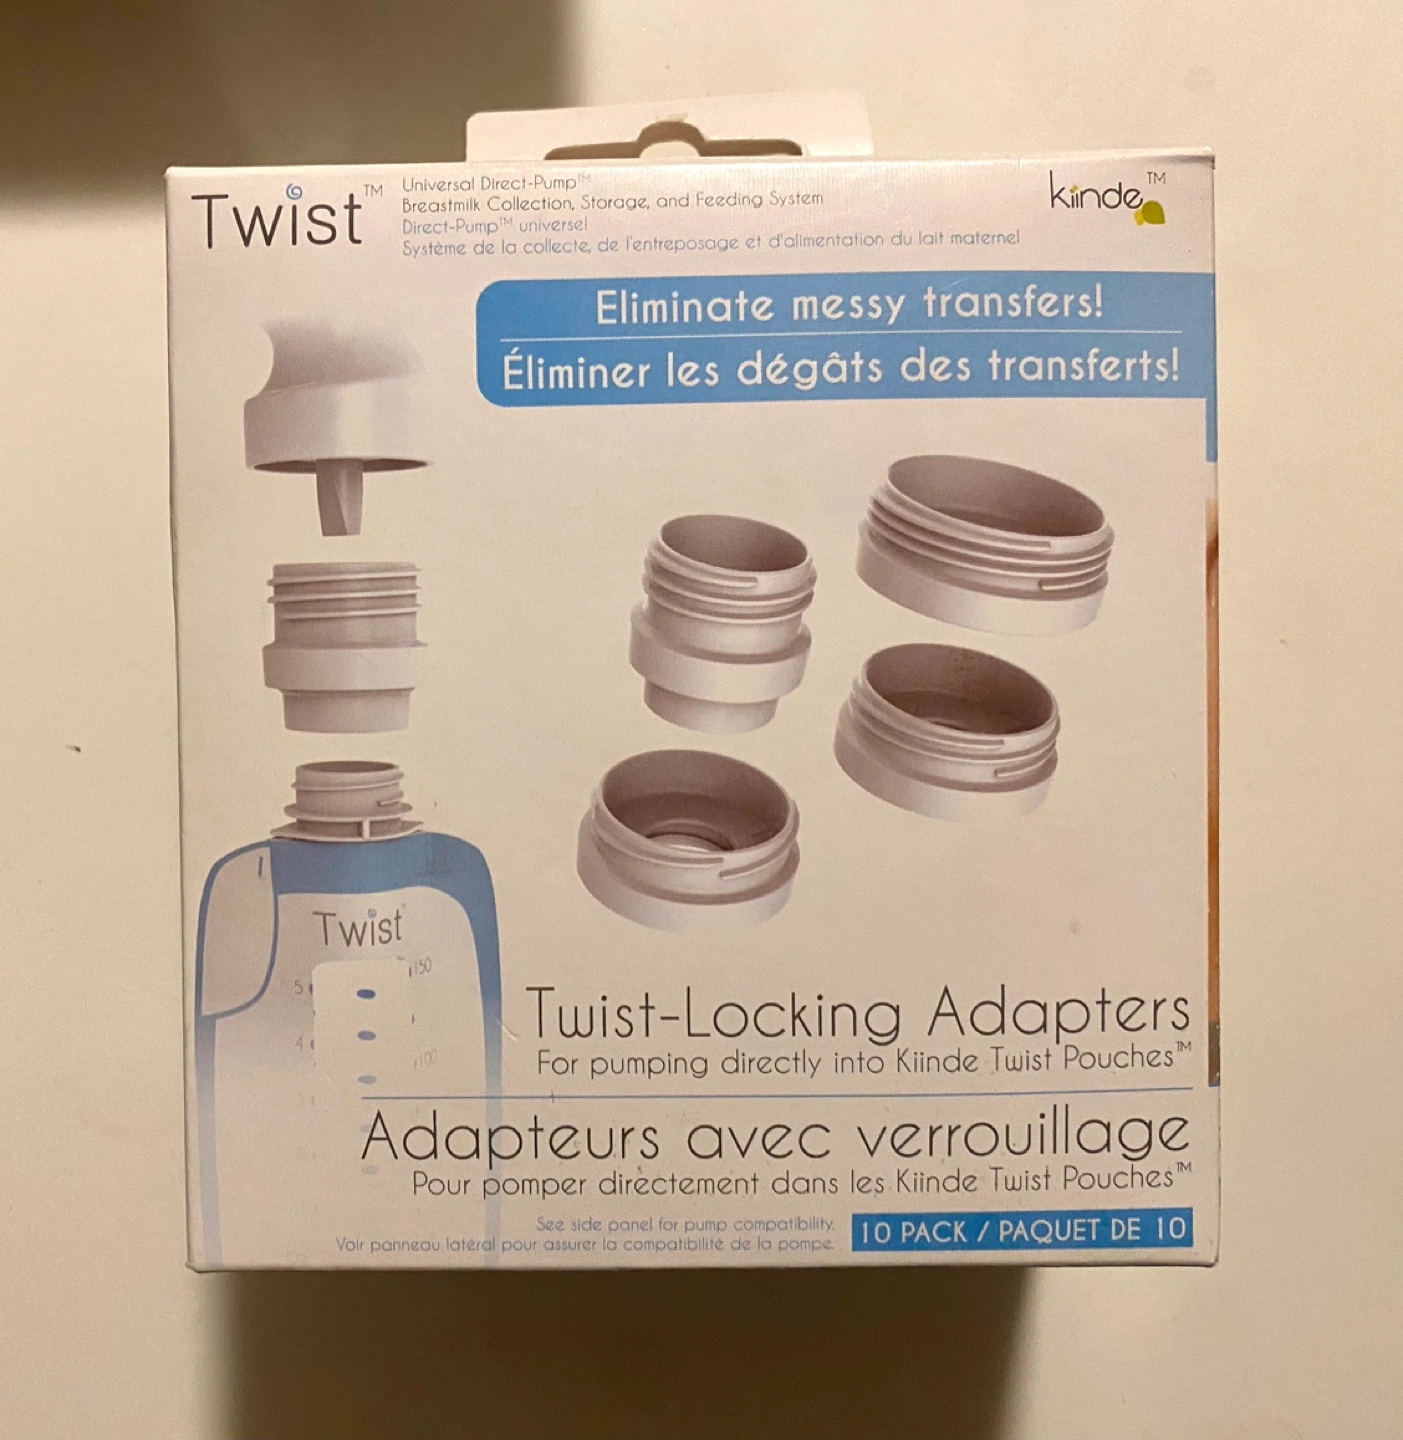 Twist™
Universal Direct-Pump™
Breastmilk Collection, Storage, and Feeding System
Direct-Pump™ universel
Système de la collecte, de l'entreposage et d'alimentation du lait maternel
kiinde™
Eliminate messy transfers!
Éliminer les dégâts des transferts!
Twist
150
5
4
100
Twist-Locking Adapters
For pumping directly into Kiinde Twist Pouches™
Adapteurs avec verrouillage
Pour pomper directement dans les Kiinde Twist Pouches™
See side panel for pump compatibility.
Voir panneau latéral pour assurer la compatibilité de la pompe.
10 PACK / PAQUET DE 10